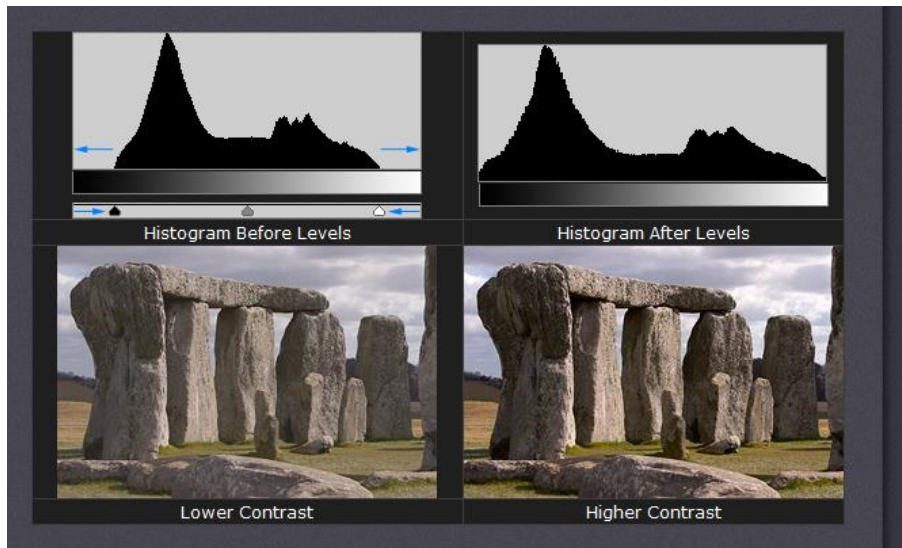 Histogram Before Levels
Histogram After Levels
Lower Contrast
Higher Contrast